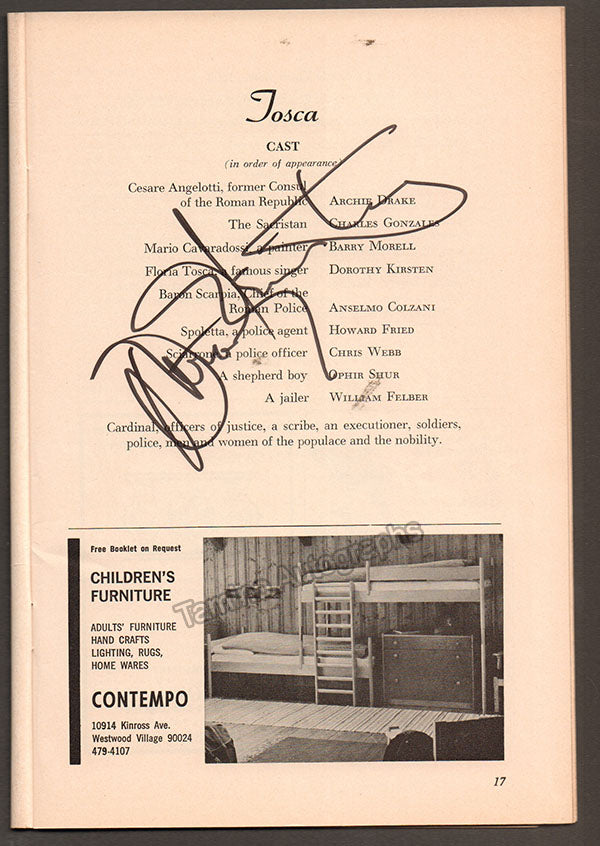 Tosca
CAST
(in order of appearance)
Cesare Angelotti, former Consul
of the Roman Republic ARCHIE DRAKE
The Sacristan CHARLES GONZALES
Mario Cavaradossi, a painter BARRY MORELL
Floria Tosca, a famous singer DOROTHY KIRSTEN
Baron Scarpia, Chief of the
Roman Police ANSELMO COLZANI
Spoletta, a police agent HOWARD FRIED
Sciarrone, a police officer CHRIS WEBB
A shepherd boy OPHIR SHUR
A jailer WILLIAM FELBER
Cardinal, officers of justice, a scribe, an executioner, soldiers,
police, men and women of the populace and the nobility.
Free Booklet on Request
CHILDREN'S
FURNITURE
ADULTS' FURNITURE
HAND CRAFTS
LIGHTING, RUGS,
HOME WARES
CONTEMPO
10914 Kinross Ave.
Westwood Village 90024
479-4107
Tamino Autographs
17